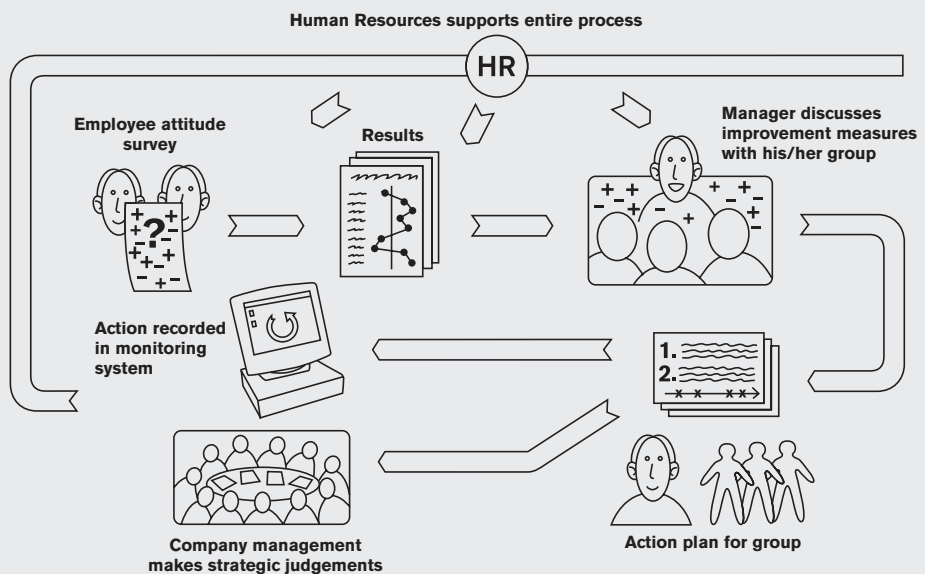 Human Resources supports entire process
HR
Employee attitude
survey
?
Results
Manager discusses
improvement measures
with his/her group
Action recorded
in monitoring
system
1.
2.
Company management
makes strategic judgements
Action plan for group